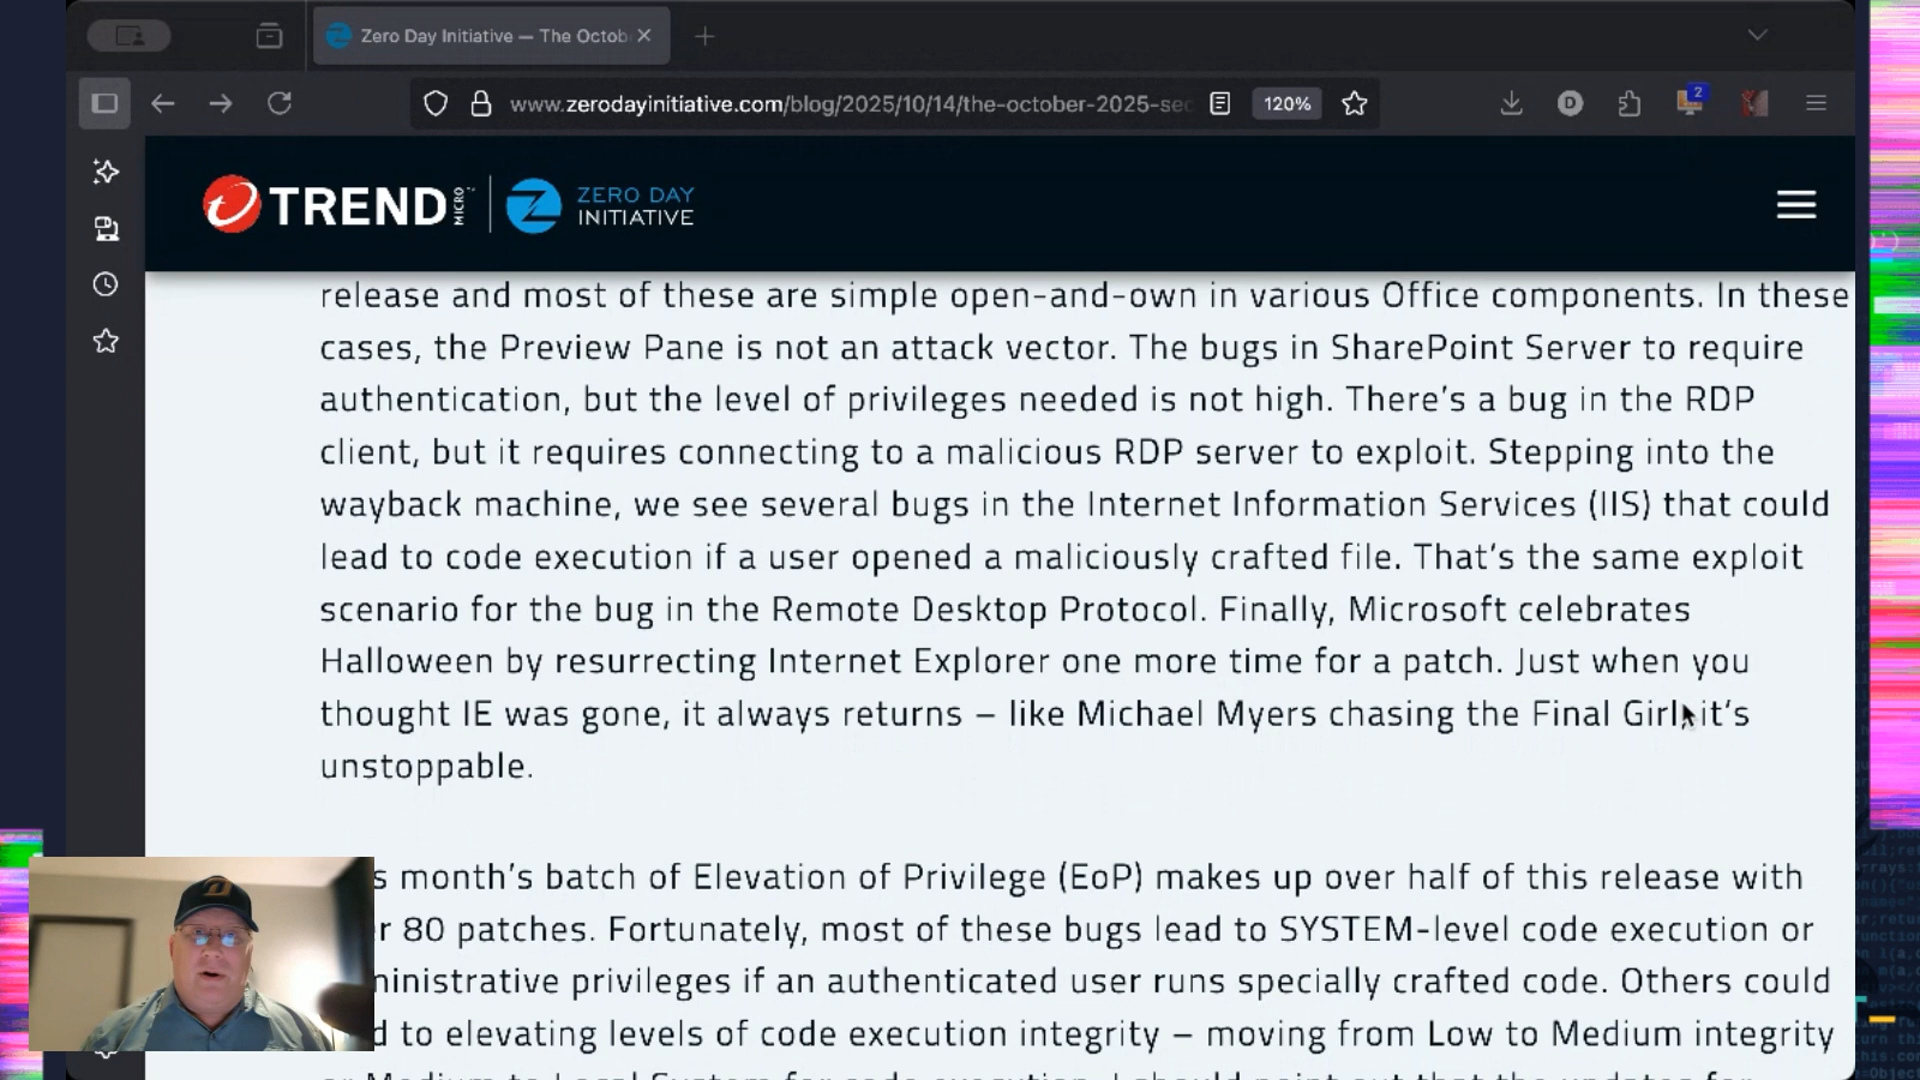 Zero Day Initiative — The Octob
www.zerodayinitiative.com/blog/2025/10/14/the-october-2025-sec
120%
2
D
TREND MICRO™
ZERO DAY
INITIATIVE
release and most of these are simple open-and-own in various Office components. In these
cases, the Preview Pane is not an attack vector. The bugs in SharePoint Server to require
authentication, but the level of privileges needed is not high. There’s a bug in the RDP
client, but it requires connecting to a malicious RDP server to exploit. Stepping into the
wayback machine, we see several bugs in the Internet Information Services (IIS) that could
lead to code execution if a user opened a maliciously crafted file. That’s the same exploit
scenario for the bug in the Remote Desktop Protocol. Finally, Microsoft celebrates
Halloween by resurrecting Internet Explorer one more time for a patch. Just when you
thought IE was gone, it always returns – like Michael Myers chasing the Final Girl, it’s
unstoppable.
s month’s batch of Elevation of Privilege (EoP) makes up over half of this release with
r 80 patches. Fortunately, most of these bugs lead to SYSTEM-level code execution or
ministrative privileges if an authenticated user runs specially crafted code. Others could
d to elevating levels of code execution integrity – moving from Low to Medium integrity